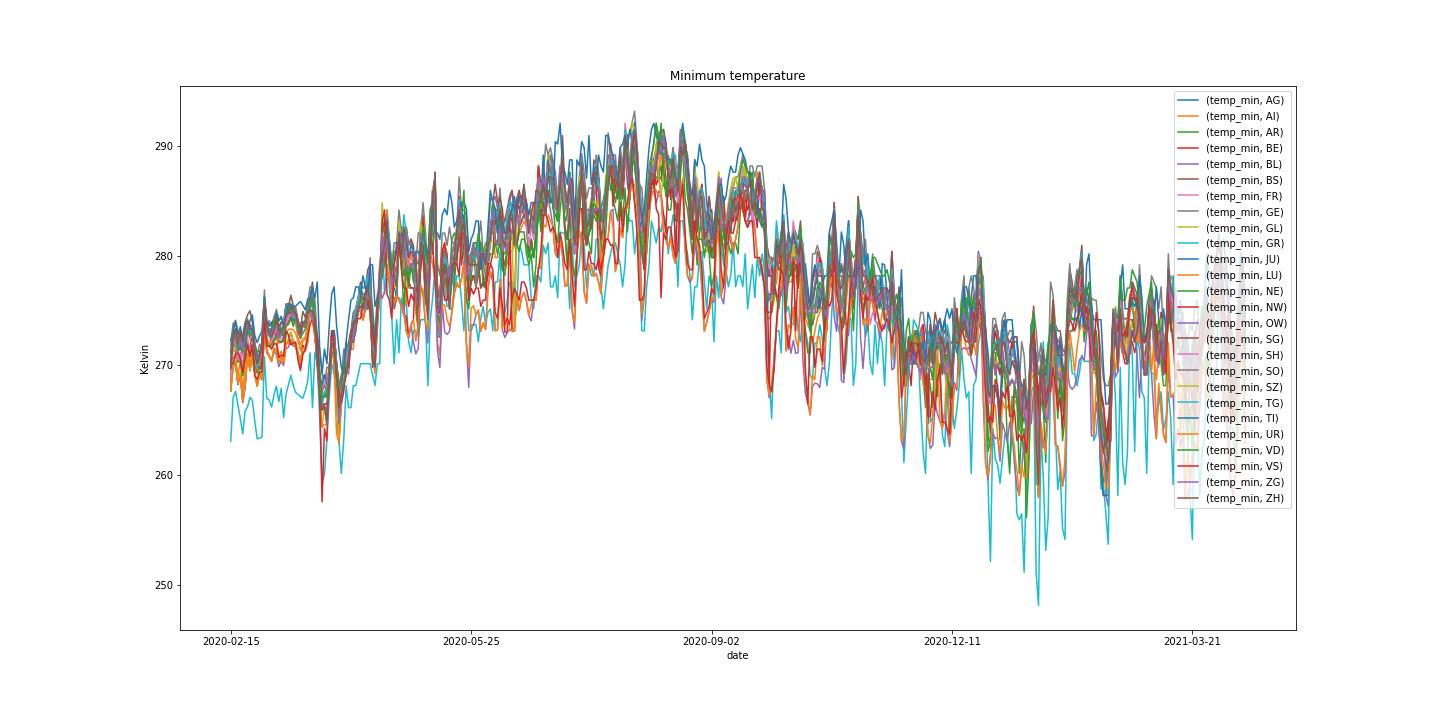 Minimum temperature
Kelvin
290
280
270
260
250
2020-02-15
2020-05-25
2020-09-02
2020-12-11
2021-03-21
date
(temp_min, AG)
(temp_min, AI)
(temp_min, AR)
(temp_min, BE)
(temp_min, BL)
(temp_min, BS)
(temp_min, FR)
(temp_min, GE)
(temp_min, GL)
(temp_min, GR)
(temp_min, JU)
(temp_min, LU)
(temp_min, NE)
(temp_min, NW)
(temp_min, OW)
(temp_min, SG)
(temp_min, SH)
(temp_min, SO)
(temp_min, SZ)
(temp_min, TG)
(temp_min, TI)
(temp_min, UR)
(temp_min, VD)
(temp_min, VS)
(temp_min, ZG)
(temp_min, ZH)